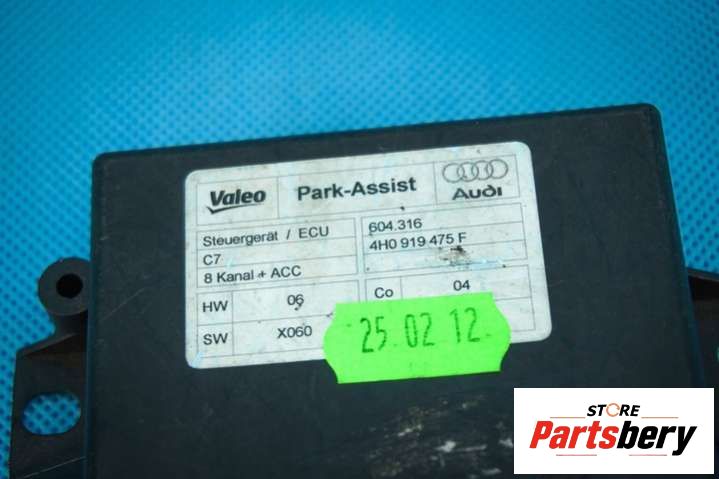 Valeo Park-Assist Audi
Steuergerät / ECU 604.316
C7 4H0 919 475 F
8 Kanal + ACC
HW 06 Co 04
SW X060
25.02 12
STORE
Partsbery